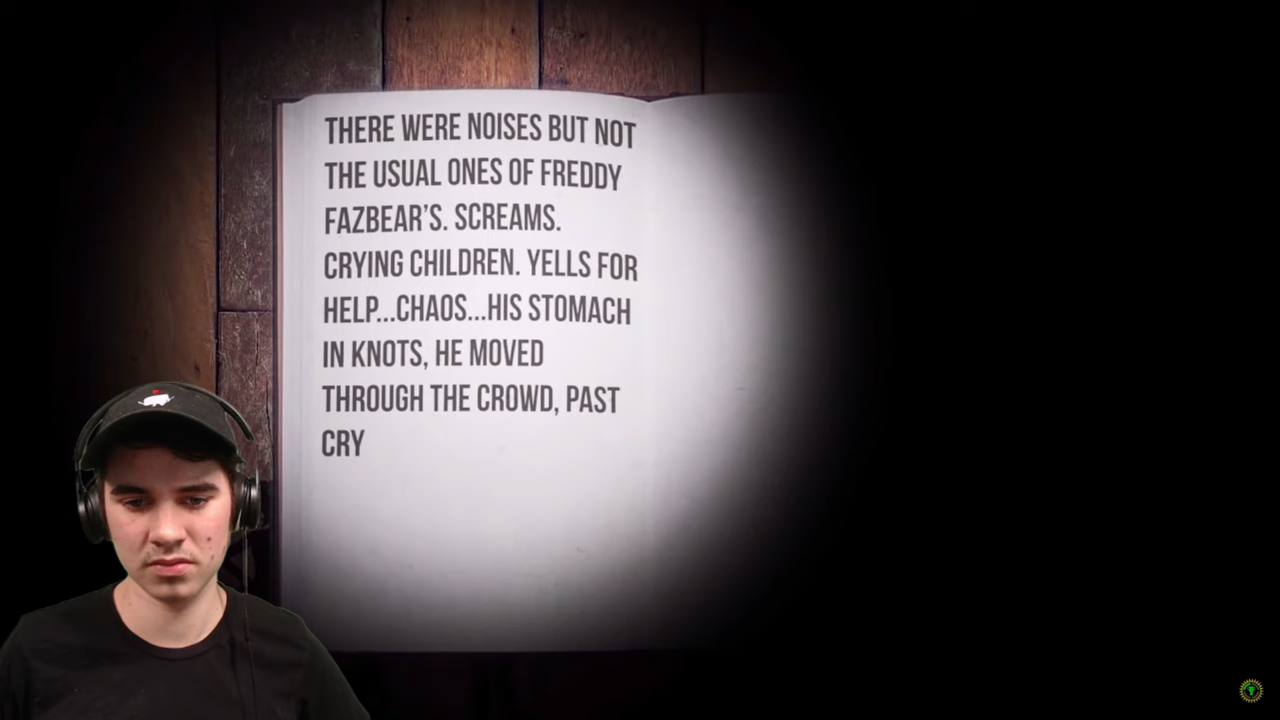 THERE WERE NOISES BUT NOT
THE USUAL ONES OF FREDDY
FAZBEAR'S. SCREAMS.
CRYING CHILDREN. YELLS FOR
HELP...CHAOS...HIS STOMACH
IN KNOTS, HE MOVED
THROUGH THE CROWD, PAST
CRY